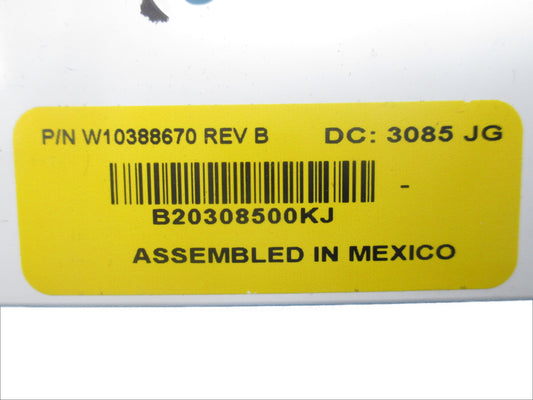 P/N W10388670 REV B DC: 3085 JG
B20308500KJ -
ASSEMBLED IN MEXICO